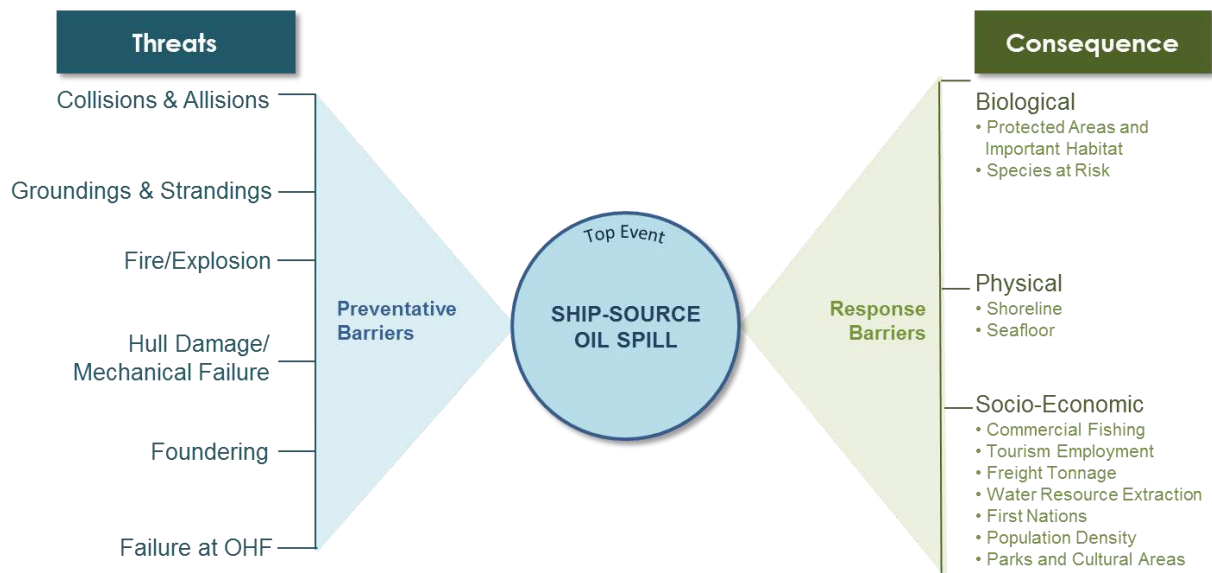 Threats
Collisions & Allisions
Groundings & Strandings
Fire/Explosion
Hull Damage/
Mechanical Failure
Foundering
Failure at OHF
Preventative
Barriers
Top Event
SHIP-SOURCE
OIL SPILL
Response
Barriers
Consequence
Biological
• Protected Areas and
Important Habitat
• Species at Risk
Physical
• Shoreline
• Seafloor
Socio-Economic
• Commercial Fishing
• Tourism Employment
• Freight Tonnage
• Water Resource Extraction
• First Nations
• Population Density
• Parks and Cultural Areas